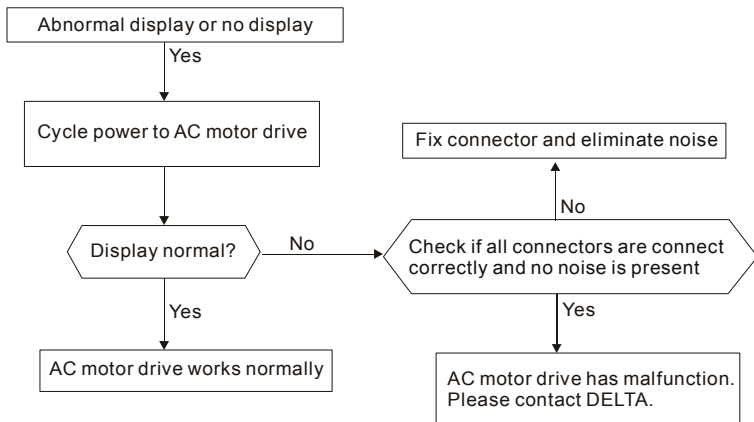 Abnormal display or no display
Yes
Cycle power to AC motor drive
Fix connector and eliminate noise
No
Display normal?
No
Check if all connectors are connect
correctly and no noise is present
Yes
Yes
AC motor drive works normally
AC motor drive has malfunction.
Please contact DELTA.